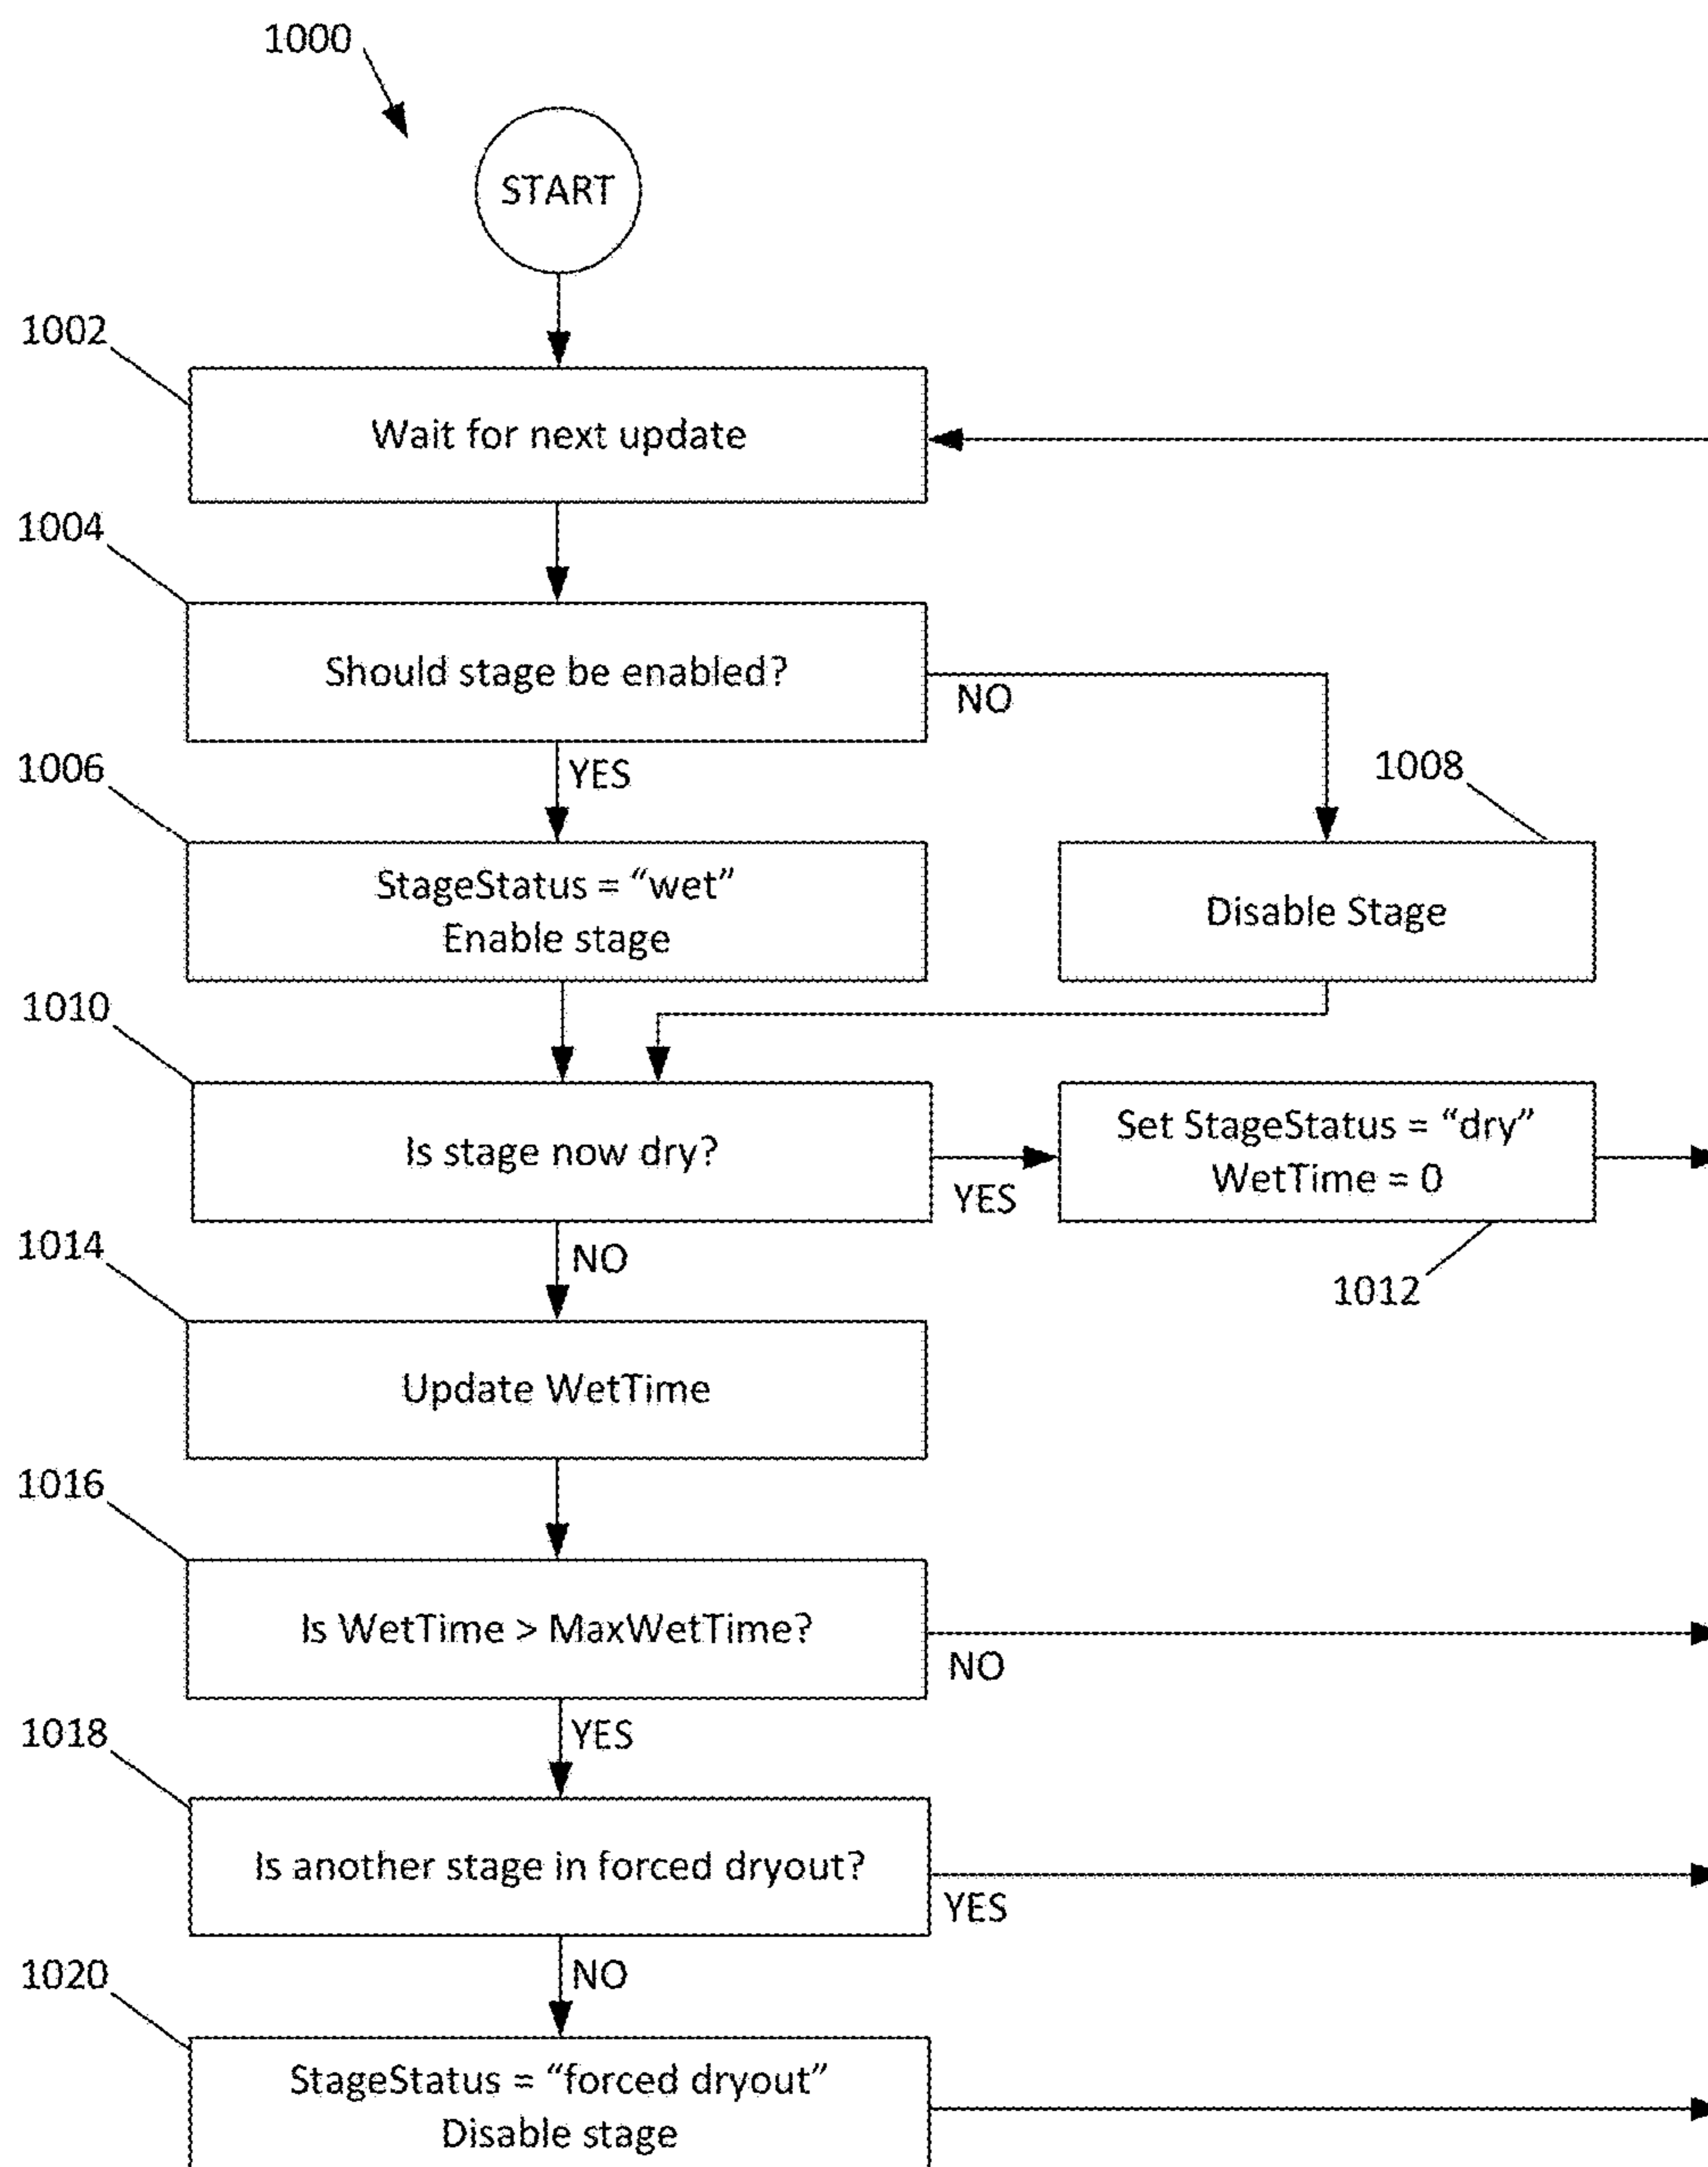 1000
START
1002
Wait for next update
1004
Should stage be enabled?
NO
YES
1006
StageStatus = “wet”
Enable stage
1008
Disable Stage
1010
Is stage now dry?
YES
Set StageStatus = “dry”
WetTime = 0
1012
NO
1014
Update WetTime
1016
Is WetTime > MaxWetTime?
NO
YES
1018
Is another stage in forced dryout?
YES
NO
1020
StageStatus = “forced dryout”
Disable stage